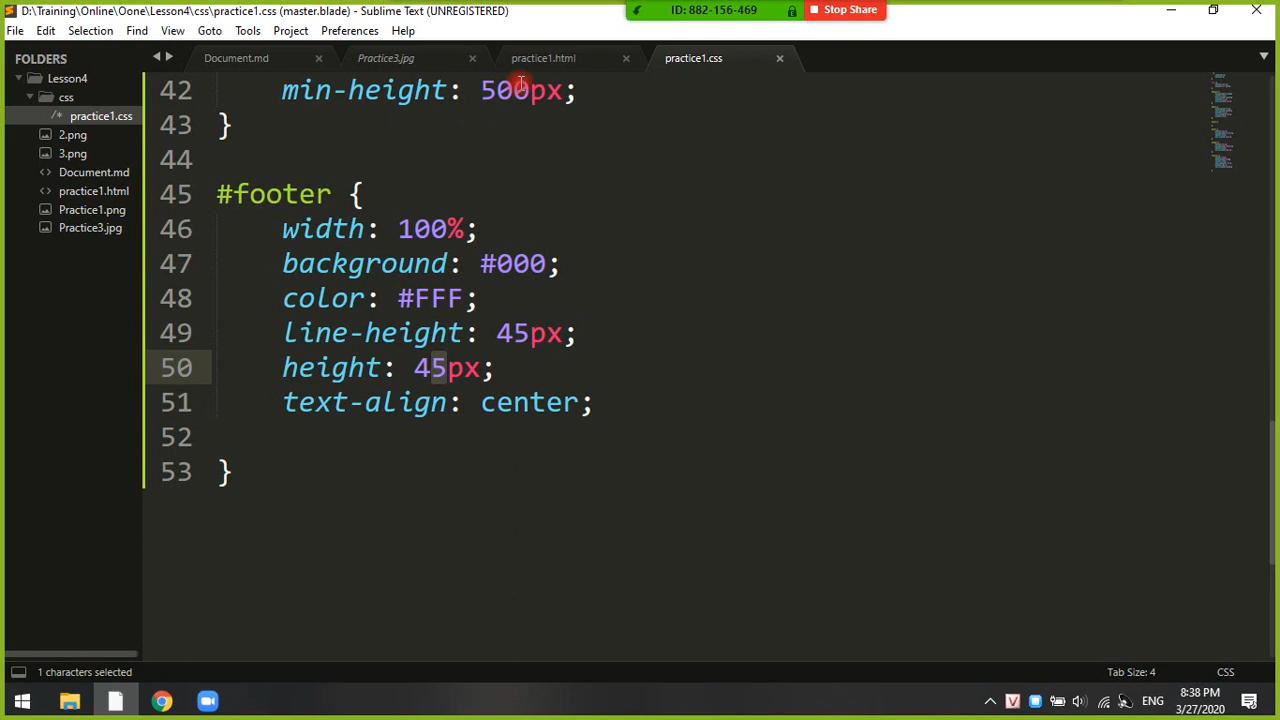 D:\Training\Online\Oone\Lesson4\css\practice1.css (master.blade) - Sublime Text (UNREGISTERED)
ID: 882-156-469
Stop Share
File Edit Selection Find View Goto Tools Project Preferences Help
FOLDERS
Lesson4
css
/* practice1.css
2.png
3.png
Document.md
<> practice1.html
Practice1.png
Practice3.jpg
Document.md
Practice3.jpg
practice1.html
practice1.css
42 min-height: 500px;
43 }
44
45 #footer {
46 width: 100%;
47 background: #000;
48 color: #FFF;
49 line-height: 45px;
50 height: 45px;
51 text-align: center;
52
53 }
1 characters selected
Tab Size: 4
CSS
ENG
8:38 PM
3/27/2020